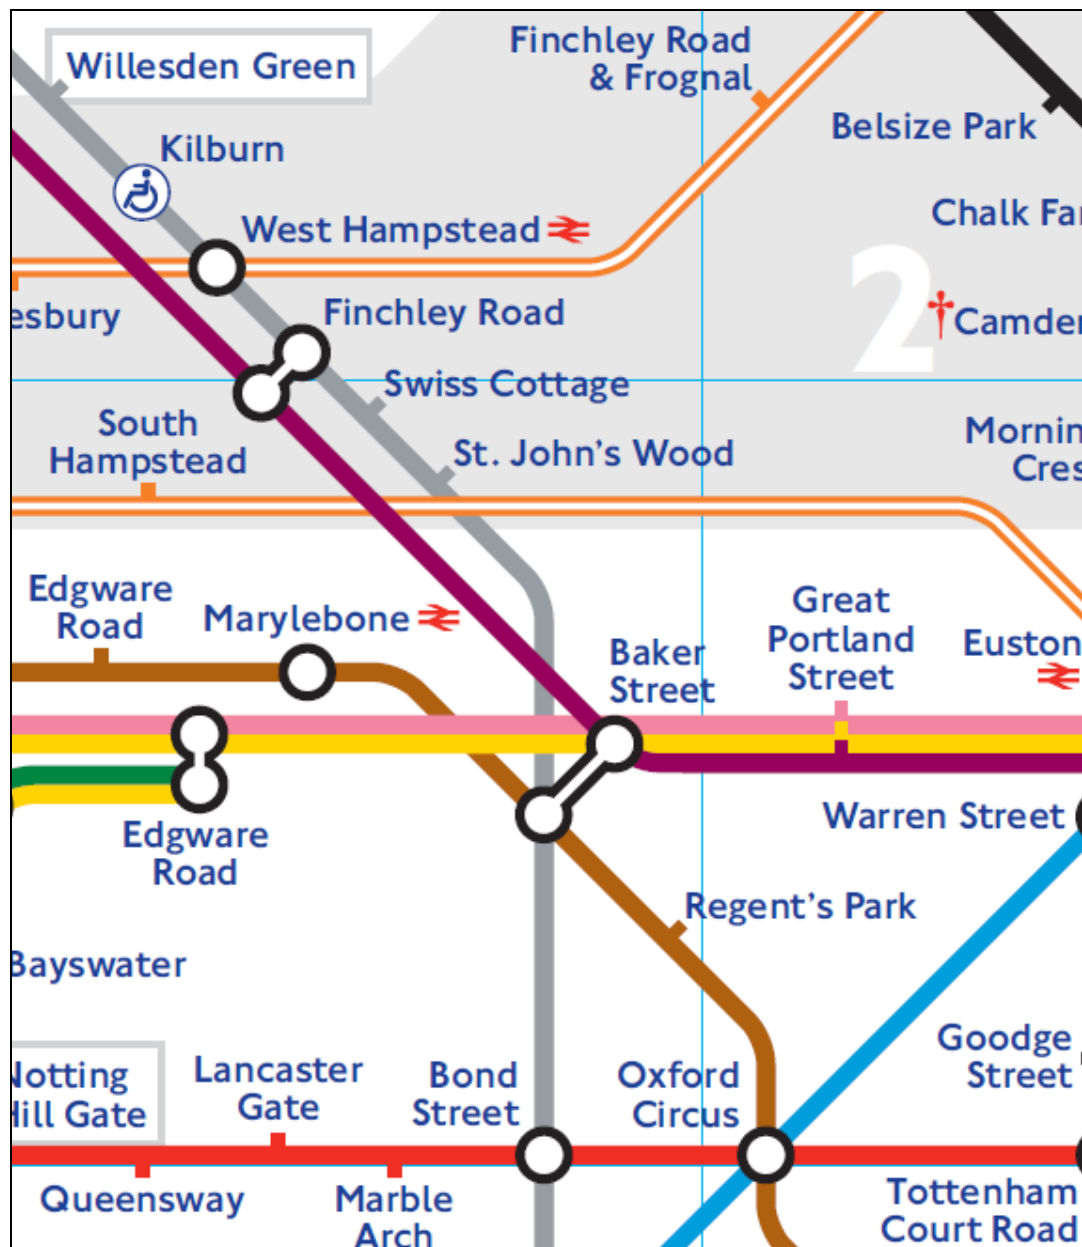 Willesden Green
Finchley Road
& Frognal
Belsize Park
Kilburn
West Hampstead
Chalk Far
2
esbury
Finchley Road
†Camden
Swiss Cottage
South
Hampstead
St. John's Wood
Mornin
Cres
Edgware
Road
Marylebone
Great
Portland
Street
Baker
Street
Euston
Warren Street
Edgware
Road
Regent's Park
Bayswater
Notting
Hill Gate
Lancaster
Gate
Bond
Street
Oxford
Circus
Goodge
Street
Queensway
Marble
Arch
Tottenham
Court Road